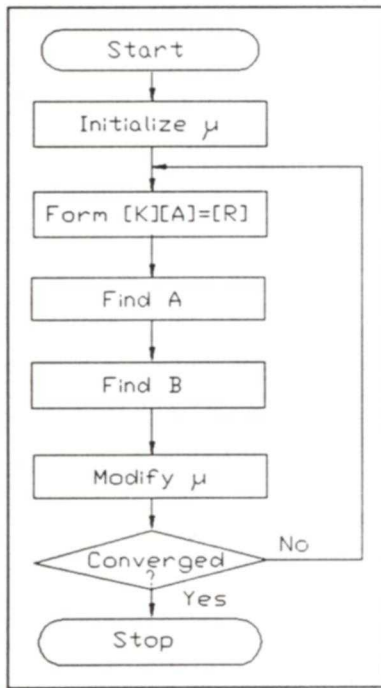 Start
Initialize μ
Form [K][A]=[R]
Find A
Find B
Modify μ
Converged
?
No
Yes
Stop